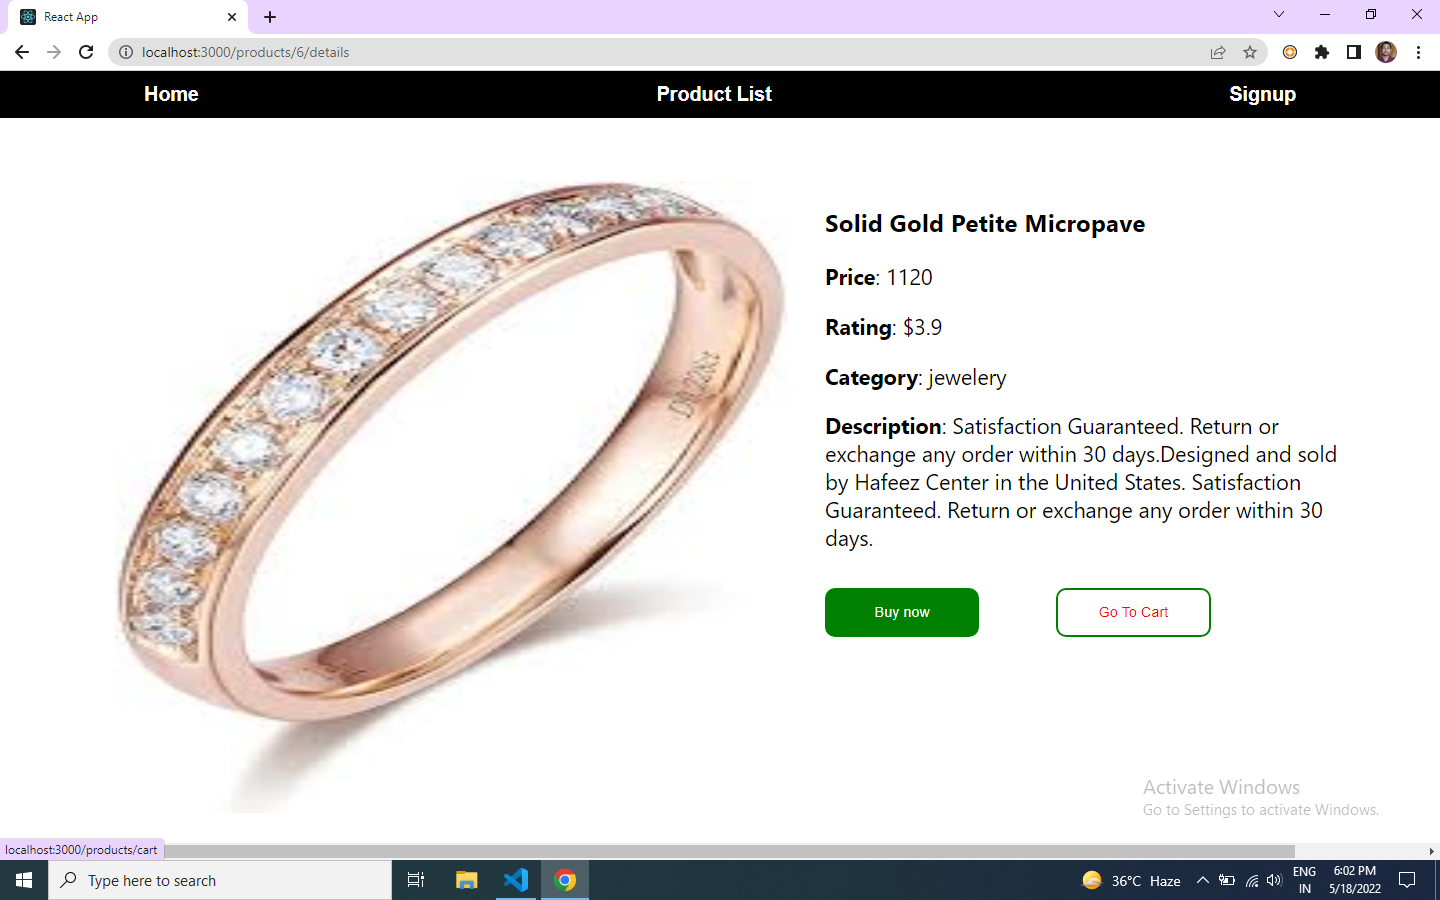 React App
localhost:3000/products/6/details
Home
Product List
Signup
Solid Gold Petite Micropave
Price: 1120
Rating: $3.9
Category: jewelery
Description: Satisfaction Guaranteed. Return or
exchange any order within 30 days.Designed and sold
by Hafeez Center in the United States. Satisfaction
Guaranteed. Return or exchange any order within 30
days.
Buy now
Go To Cart
Activate Windows
Go to Settings to activate Windows.
localhost:3000/products/cart
Type here to search
36°C Haze
ENG
IN
6:02 PM
5/18/2022